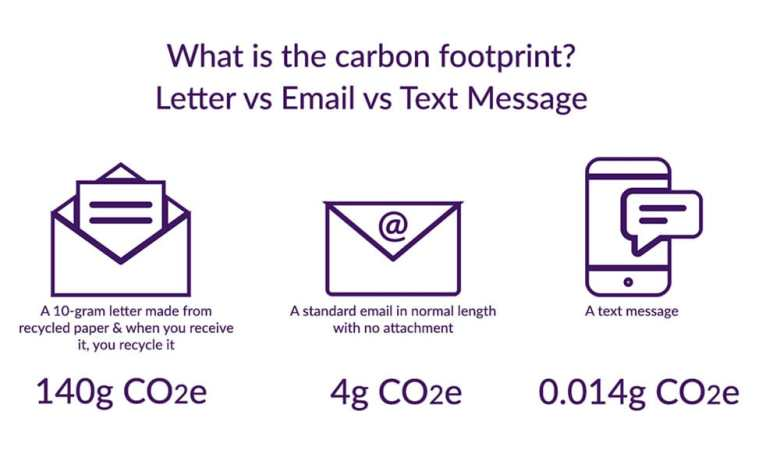 What is the carbon footprint?
Letter vs Email vs Text Message
@
A 10-gram letter made from
recycled paper & when you receive
it, you recycle it
140g CO2e
A standard email in normal length
with no attachment
4g CO2e
A text message
0.014g CO2e